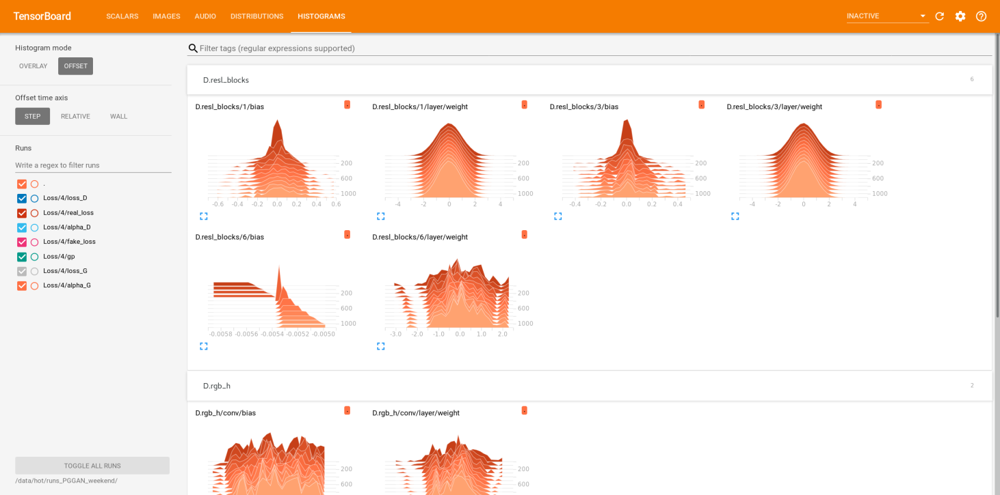 TensorBoard SCALARS IMAGES AUDIO DISTRIBUTIONS HISTOGRAMS INACTIVE
Histogram mode
OVERLAY OFFSET
Offset time axis
STEP RELATIVE WALL
Runs
Write a regex to filter runs
.
Loss/4/loss_D
Loss/4/real_loss
Loss/4/alpha_D
Loss/4/fake_loss
Loss/4/gp
Loss/4/loss_G
Loss/4/alpha_G
TOGGLE ALL RUNS
/data/hot/runs_PGGAN_weekend/
Filter tags (regular expressions supported)
D.resl_blocks 6
D.resl_blocks/1/bias .
200
600
1000
-0.6 -0.4 -0.2 0.0 0.2 0.4 0.6
D.resl_blocks/1/layer/weight .
200
600
1000
-4 -2 0 2 4
D.resl_blocks/3/bias .
200
600
1000
-0.4 -0.2 0.0 0.2 0.4
D.resl_blocks/3/layer/weight .
200
600
1000
-4 -2 0 2 4
D.resl_blocks/6/bias .
200
600
1000
-0.0058 -0.0056 -0.0054 -0.0052 -0.0050
D.resl_blocks/6/layer/weight .
200
600
1000
-3.0 -2.0 -1.0 0.0 1.0 2.0
D.rgb_h 2
D.rgb_h/conv/bias .
200
600
D.rgb_h/conv/layer/weight .
200
600